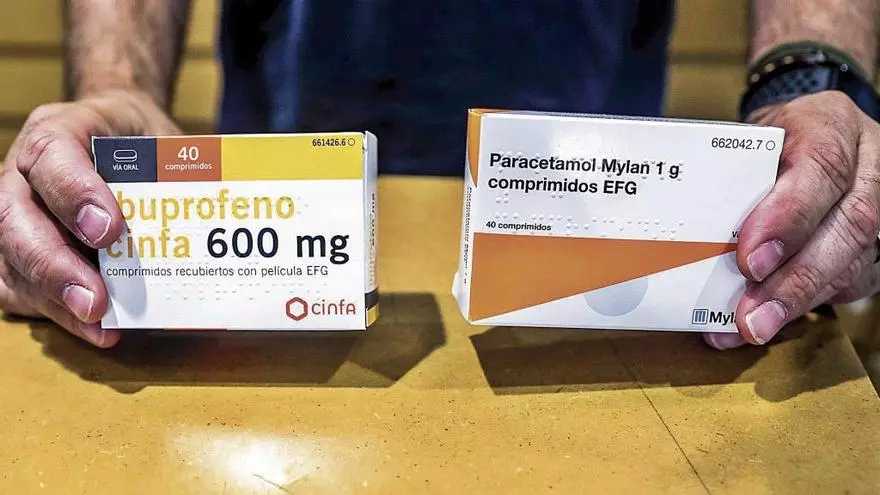 VÍA ORAL
40
comprimidos
661426.6
buprofeno
cinfa 600 mg
comprimidos recubiertos con película EFG
cinfa
662042.7
Paracetamol Mylan 1 g
comprimidos EFG
40 comprimidos
Mylan